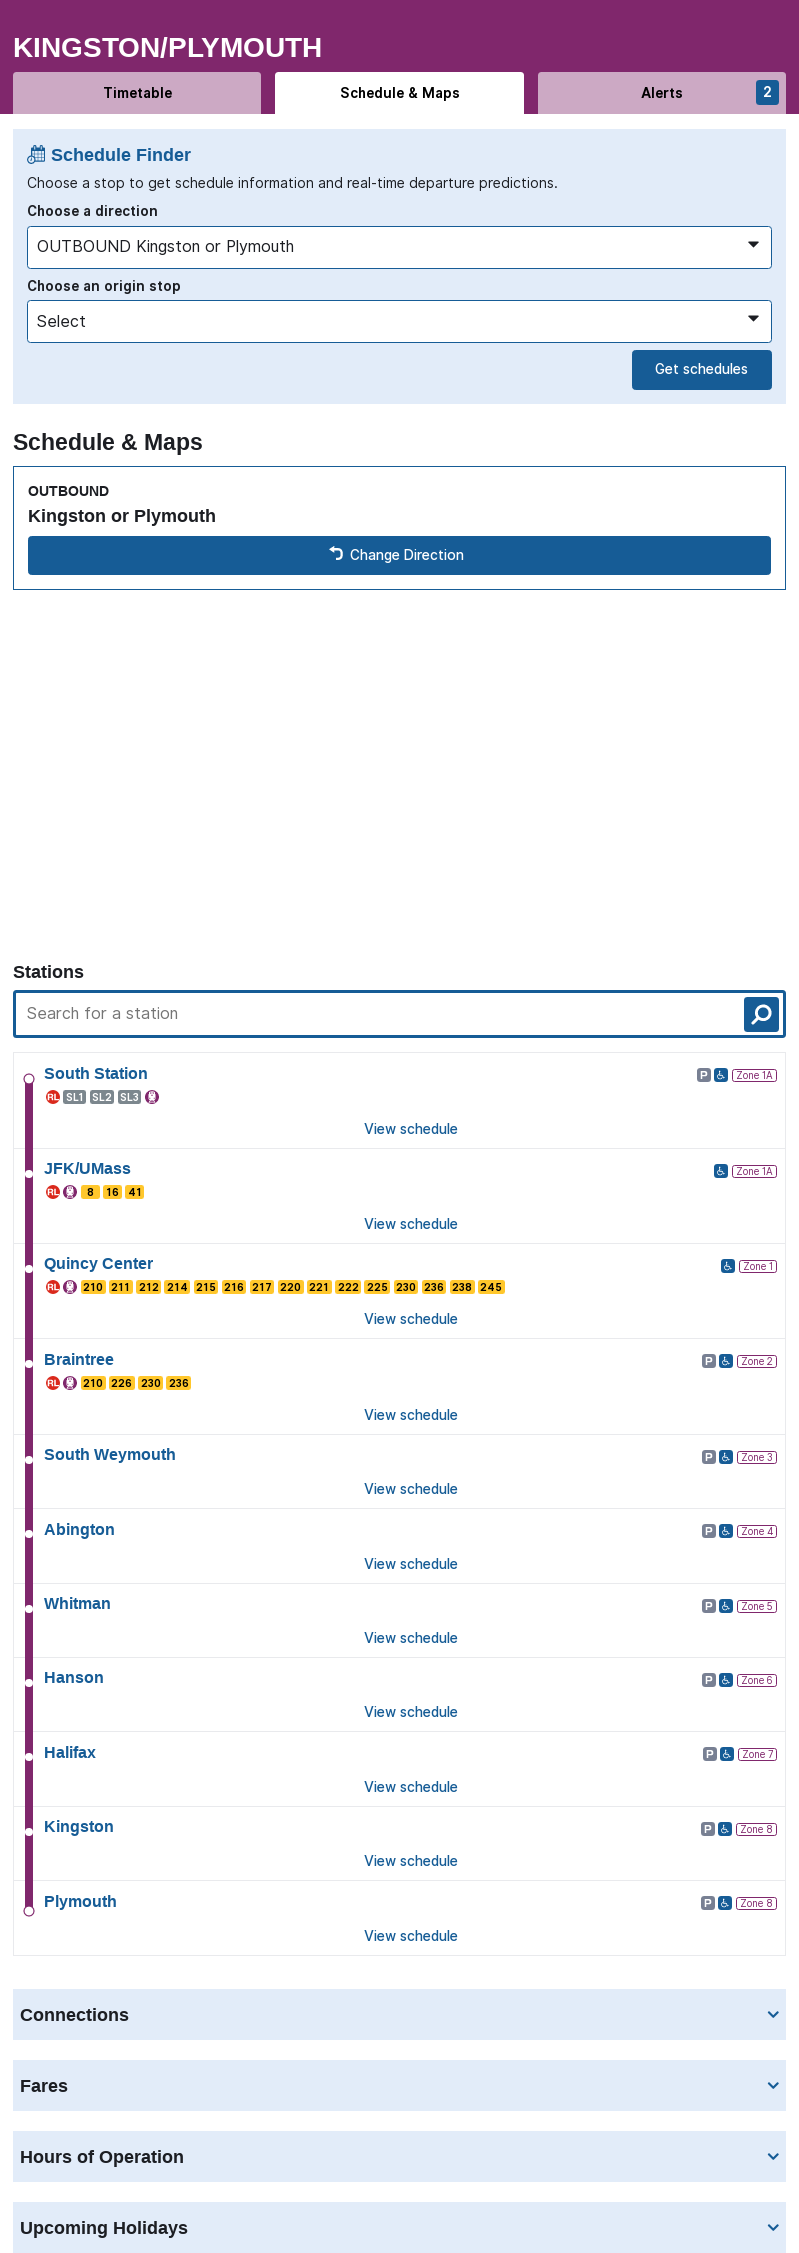 KINGSTON/PLYMOUTH
Timetable
Schedule & Maps
Alerts
2
Schedule Finder
Choose a stop to get schedule information and real-time departure predictions.
Choose a direction
OUTBOUND Kingston or Plymouth
Choose an origin stop
Select
Get schedules
Schedule & Maps
OUTBOUND
Kingston or Plymouth
Change Direction
Stations
Search for a station
South Station
P Zone 1A
RL SL1 SL2 SL3
View schedule
JFK/UMass
Zone 1A
RL 8 16 41
View schedule
Quincy Center
Zone 1
RL 210 211 212 214 215 216 217 220 221 222 225 230 236 238 245
View schedule
Braintree
P Zone 2
RL 210 226 230 236
View schedule
South Weymouth
P Zone 3
View schedule
Abington
P Zone 4
View schedule
Whitman
P Zone 5
View schedule
Hanson
P Zone 6
View schedule
Halifax
P Zone 7
View schedule
Kingston
P Zone 8
View schedule
Plymouth
P Zone 8
View schedule
Connections
Fares
Hours of Operation
Upcoming Holidays